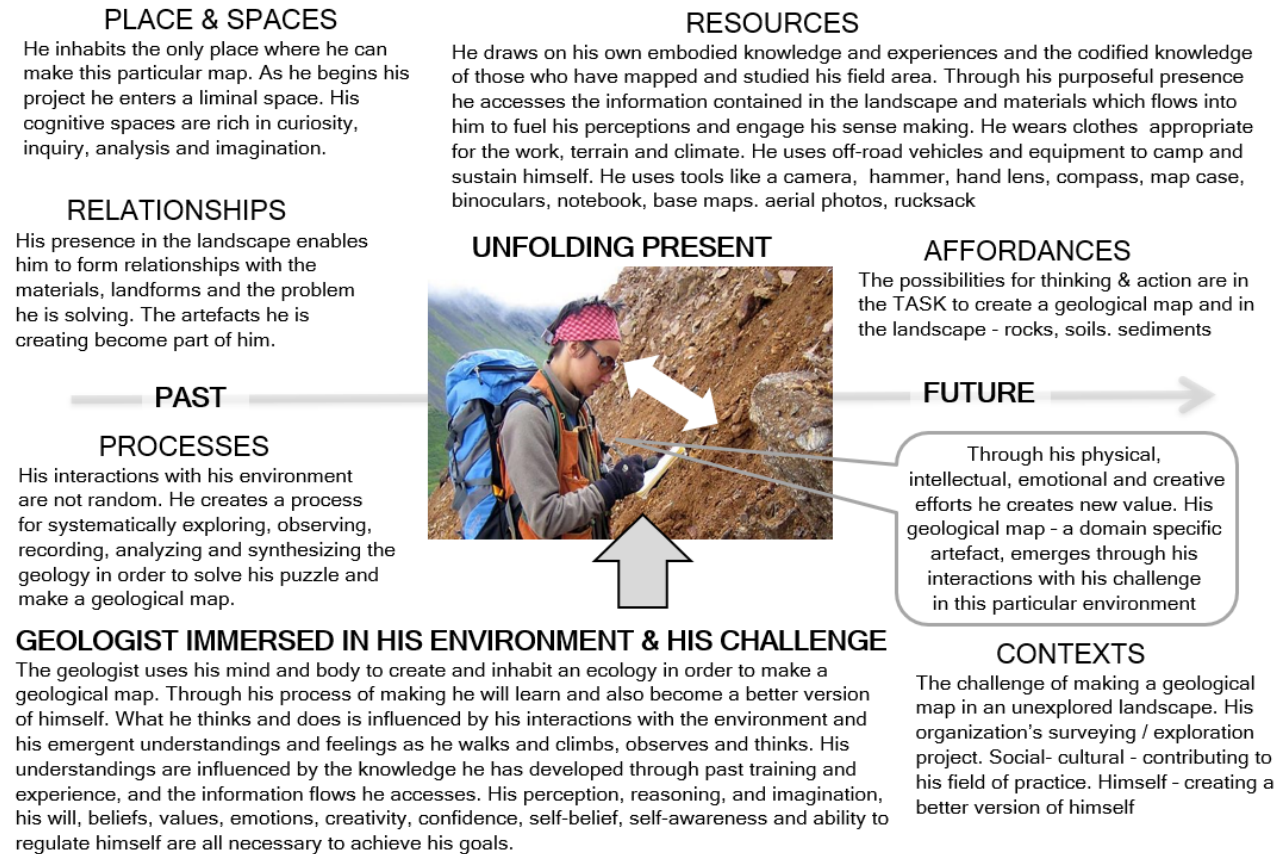 PLACE & SPACES
He inhabits the only place where he can
make this particular map. As he begins his
project he enters a liminal space. His
cognitive spaces are rich in curiosity,
inquiry, analysis and imagination.
RESOURCES
He draws on his own embodied knowledge and experiences and the codified knowledge
of those who have mapped and studied his field area. Through his purposeful presence
he accesses the information contained in the landscape and materials which flows into
him to fuel his perceptions and engage his sense making. He wears clothes appropriate
for the work, terrain and climate. He uses off-road vehicles and equipment to camp and
sustain himself. He uses tools like a camera, hammer, hand lens, compass, map case,
binoculars, notebook, base maps. aerial photos, rucksack
RELATIONSHIPS
His presence in the landscape enables
him to form relationships with the
materials, landforms and the problem
he is solving. The artefacts he is
creating become part of him.
UNFOLDING PRESENT
AFFORDANCES
The possibilities for thinking & action are in
the TASK to create a geological map and in
the landscape - rocks, soils. sediments
PAST
FUTURE
PROCESSES
His interactions with his environment
are not random. He creates a process
for systematically exploring, observing,
recording, analyzing and synthesizing the
geology in order to solve his puzzle and
make a geological map.
Through his physical,
intellectual, emotional and creative
efforts he creates new value. His
geological map - a domain specific
artefact, emerges through his
interactions with his challenge
in this particular environment
GEOLOGIST IMMERSED IN HIS ENVIRONMENT & HIS CHALLENGE
The geologist uses his mind and body to create and inhabit an ecology in order to make a
geological map. Through his process of making he will learn and also become a better version
of himself. What he thinks and does is influenced by his interactions with the environment and
his emergent understandings and feelings as he walks and climbs, observes and thinks. His
understandings are influenced by the knowledge he has developed through past training and
experience, and the information flows he accesses. His perception, reasoning, and imagination,
his will, beliefs, values, emotions, creativity, confidence, self-belief, self-awareness and ability to
regulate himself are all necessary to achieve his goals.
CONTEXTS
The challenge of making a geological
map in an unexplored landscape. His
organization's surveying / exploration
project. Social- cultural - contributing to
his field of practice. Himself - creating a
better version of himself